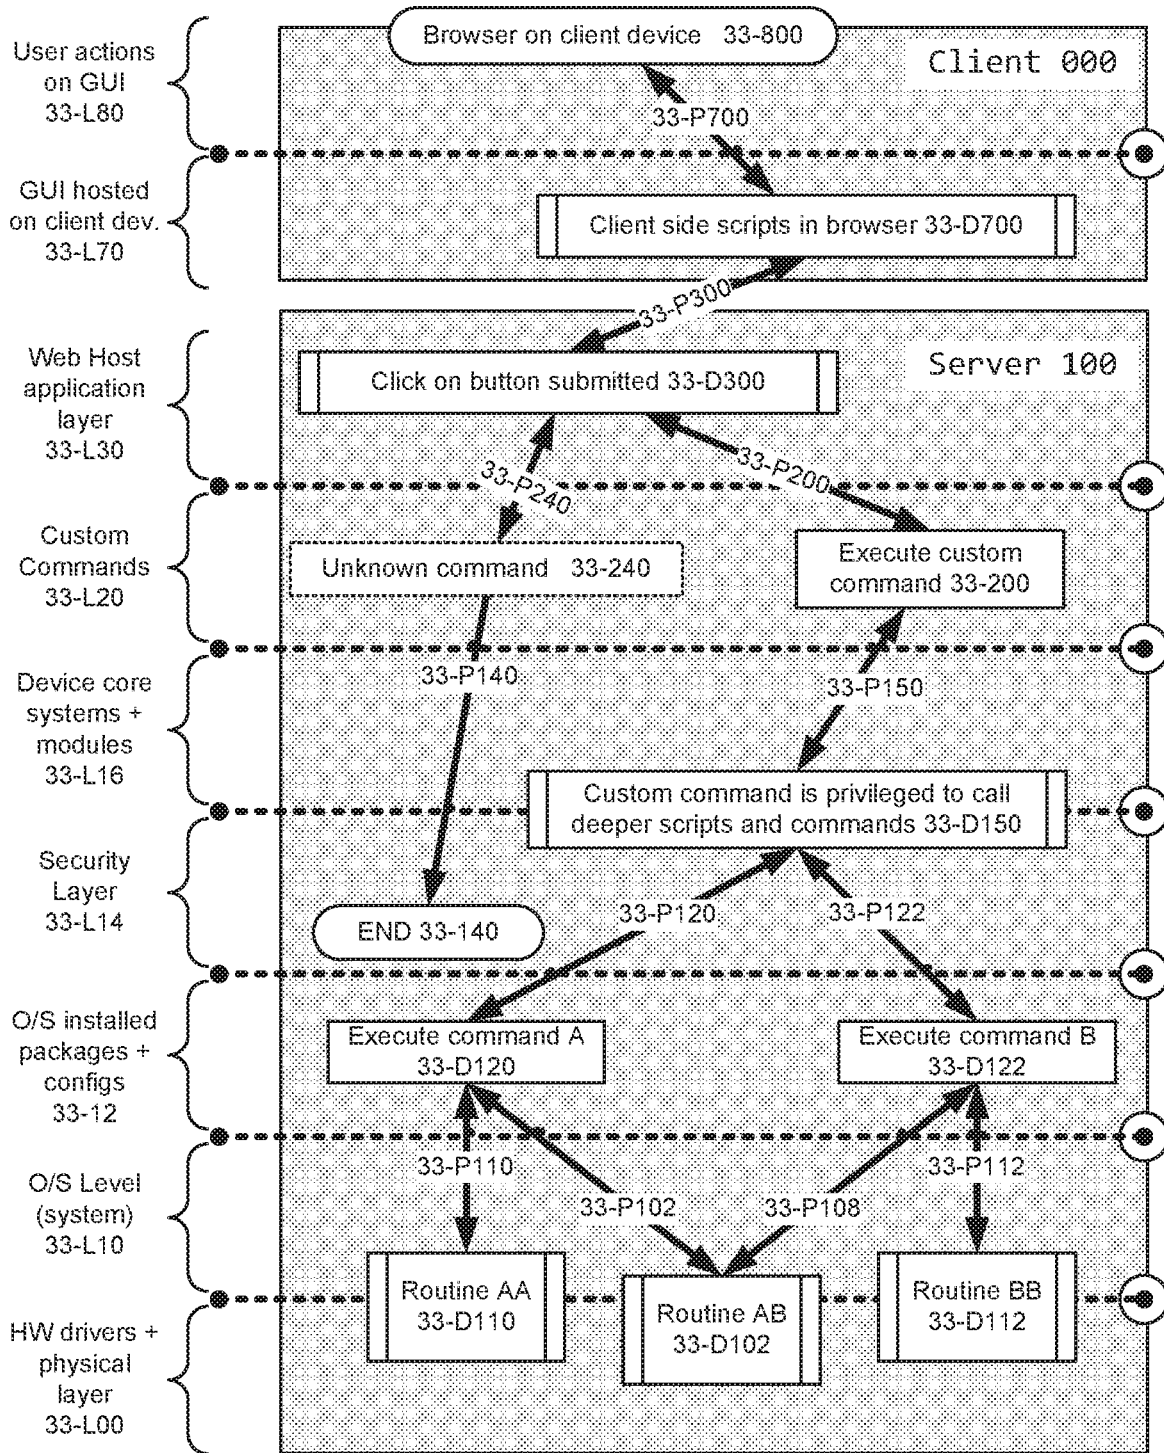 Browser on client device 33-800
Client 000
User actions
on GUI
33-L80
33-P700
GUI hosted
on client dev.
33-L70
Client side scripts in browser 33-D700
33-P300
Server 100
Web Host
application
layer
33-L30
Click on button submitted 33-D300
33-P240
33-P200
Custom
Commands
33-L20
Unknown command 33-240
Execute custom
command 33-200
Device core
systems +
modules
33-L16
33-P140
33-P150
Custom command is privileged to call
deeper scripts and commands 33-D150
Security
Layer
33-L14
33-P120
33-P122
END 33-140
O/S installed
packages +
configs
33-12
Execute command A
33-D120
Execute command B
33-D122
O/S Level
(system)
33-L10
33-P110
33-P102
33-P108
33-P112
Routine AA
33-D110
Routine AB
33-D102
Routine BB
33-D112
HW drivers +
physical
layer
33-L00